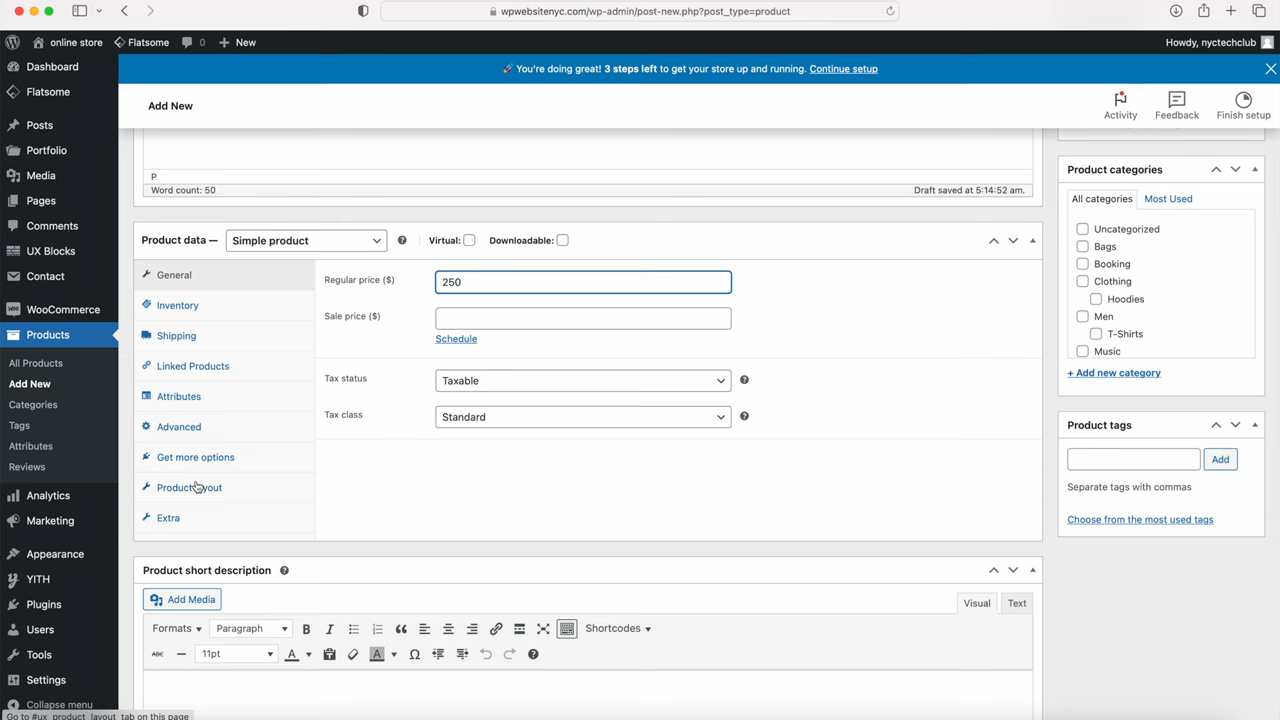 wpwebsitenyc.com/wp-admin/post-new.php?post_type=product
online store
Flatsome
0
New
Howdy, nyctechclub
Dashboard
Flatsome
Posts
Portfolio
Media
Pages
Comments
UX Blocks
Contact
WooCommerce
Products
All Products
Add New
Categories
Tags
Attributes
Reviews
Analytics
Marketing
Appearance
YITH
Plugins
Users
Tools
Settings
Collapse menu
🚀 You're doing great! 3 steps left to get your store up and running. Continue setup
Add New
Activity
Feedback
Finish setup
P
Word count: 50
Draft saved at 5:14:52 am.
Product data —
Simple product
Virtual:
Downloadable:
General
Inventory
Shipping
Linked Products
Attributes
Advanced
Get more options
Product layout
Extra
Regular price ($)
250
Sale price ($)
Schedule
Tax status
Taxable
Tax class
Standard
Product short description
Add Media
Visual
Text
Formats
Paragraph
B
I
Shortcodes
ABC
11pt
A
A
Product categories
All categories
Most Used
Uncategorized
Bags
Booking
Clothing
Hoodies
Men
T-Shirts
Music
+ Add new category
Product tags
Add
Separate tags with commas
Choose from the most used tags
Go to #ux_product_layout_tab on this page